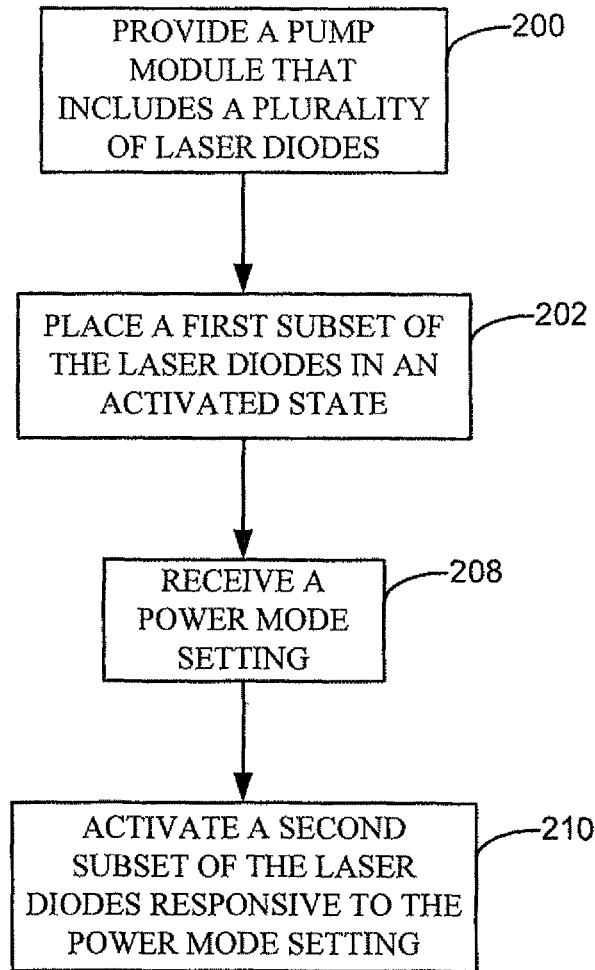 PROVIDE A PUMP
MODULE THAT
INCLUDES A PLURALITY
OF LASER DIODES
200
PLACE A FIRST SUBSET OF
THE LASER DIODES IN AN
ACTIVATED STATE
202
RECEIVE A
POWER MODE
SETTING
208
ACTIVATE A SECOND
SUBSET OF THE LASER
DIODES RESPONSIVE TO THE
POWER MODE SETTING
210